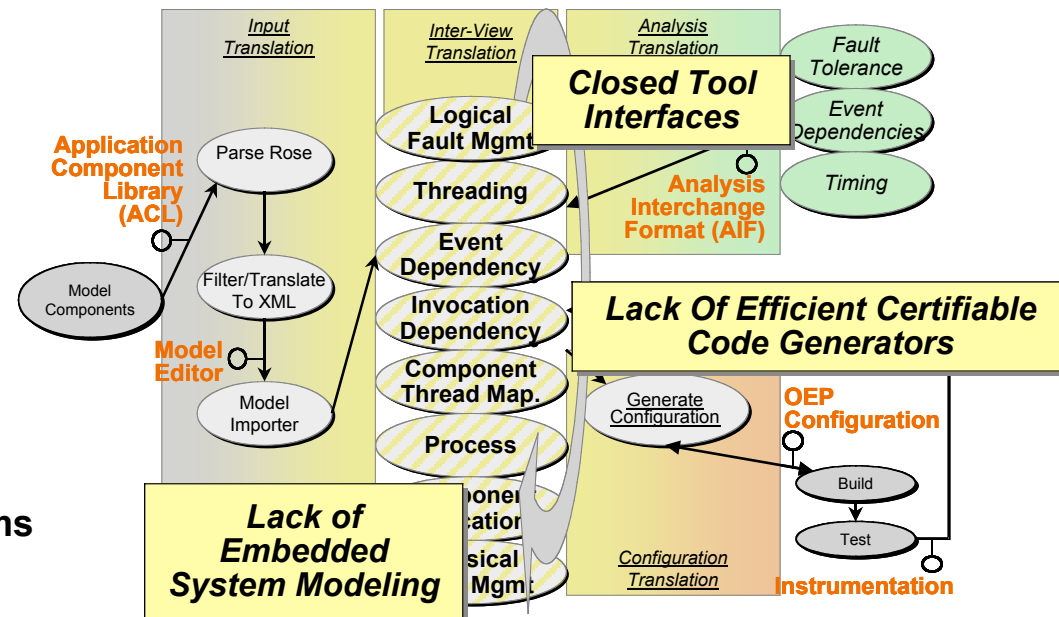 Input
Translation
Inter-View
Translation
Analysis
Translation
Fault
Tolerance
Event
Dependencies
Timing
Closed Tool
Interfaces
Application
Component
Library
(ACL)
Parse Rose
Logical
Fault Mgmt
Threading
Analysis
Interchange
Format (AIF)
Model
Components
Filter/Translate
To XML
Event
Dependency
Invocation
Dependency
Lack Of Efficient Certifiable
Code Generators
Model
Editor
Model
Importer
Component
Thread Map.
Process
Generate
Configuration
OEP
Configuration
Build
Test
Instrumentation
Lack of
Embedded
System Modeling
Mgmt
Configuration
Translation